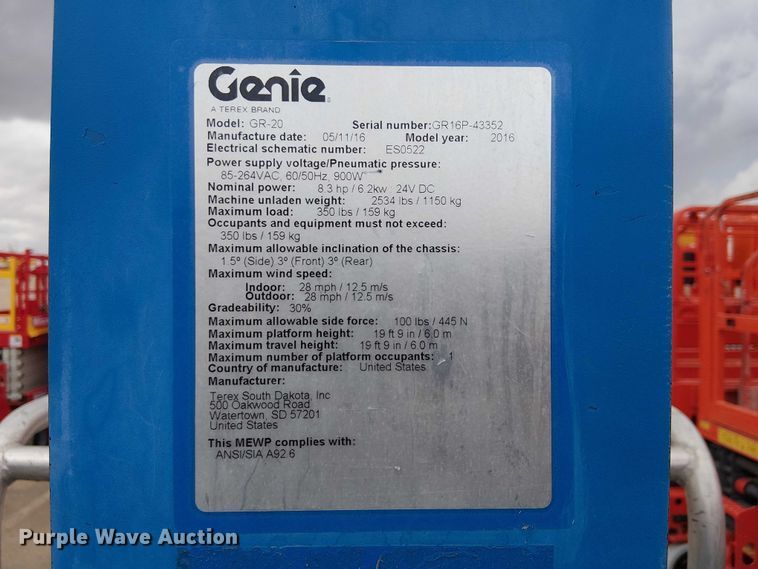 Genie
A TEREX BRAND
Model: GR-20 Serial number: GR16P-43352
Manufacture date: 05/11/16 Model year: 2016
Electrical schematic number: ES0522
Power supply voltage/Pneumatic pressure:
85-264VAC, 60/50Hz, 900W
Nominal power: 8.3 hp / 6.2kw 24V DC
Machine unladen weight: 2534 lbs / 1150 kg
Maximum load: 350 lbs / 159 kg
Occupants and equipment must not exceed:
350 lbs / 159 kg
Maximum allowable inclination of the chassis:
1.5º (Side) 3º (Front) 3º (Rear)
Maximum wind speed:
Indoor: 28 mph / 12.5 m/s
Outdoor: 28 mph / 12.5 m/s
Gradeability: 30%
Maximum allowable side force: 100 lbs / 445 N
Maximum platform height: 19 ft 9 in / 6.0 m
Maximum travel height: 19 ft 9 in / 6.0 m
Maximum number of platform occupants: 1
Country of manufacture: United States
Manufacturer:
Terex South Dakota, Inc
500 Oakwood Road
Watertown, SD 57201
United States
This MEWP complies with:
ANSI/SIA A92.6
Purple Wave Auction